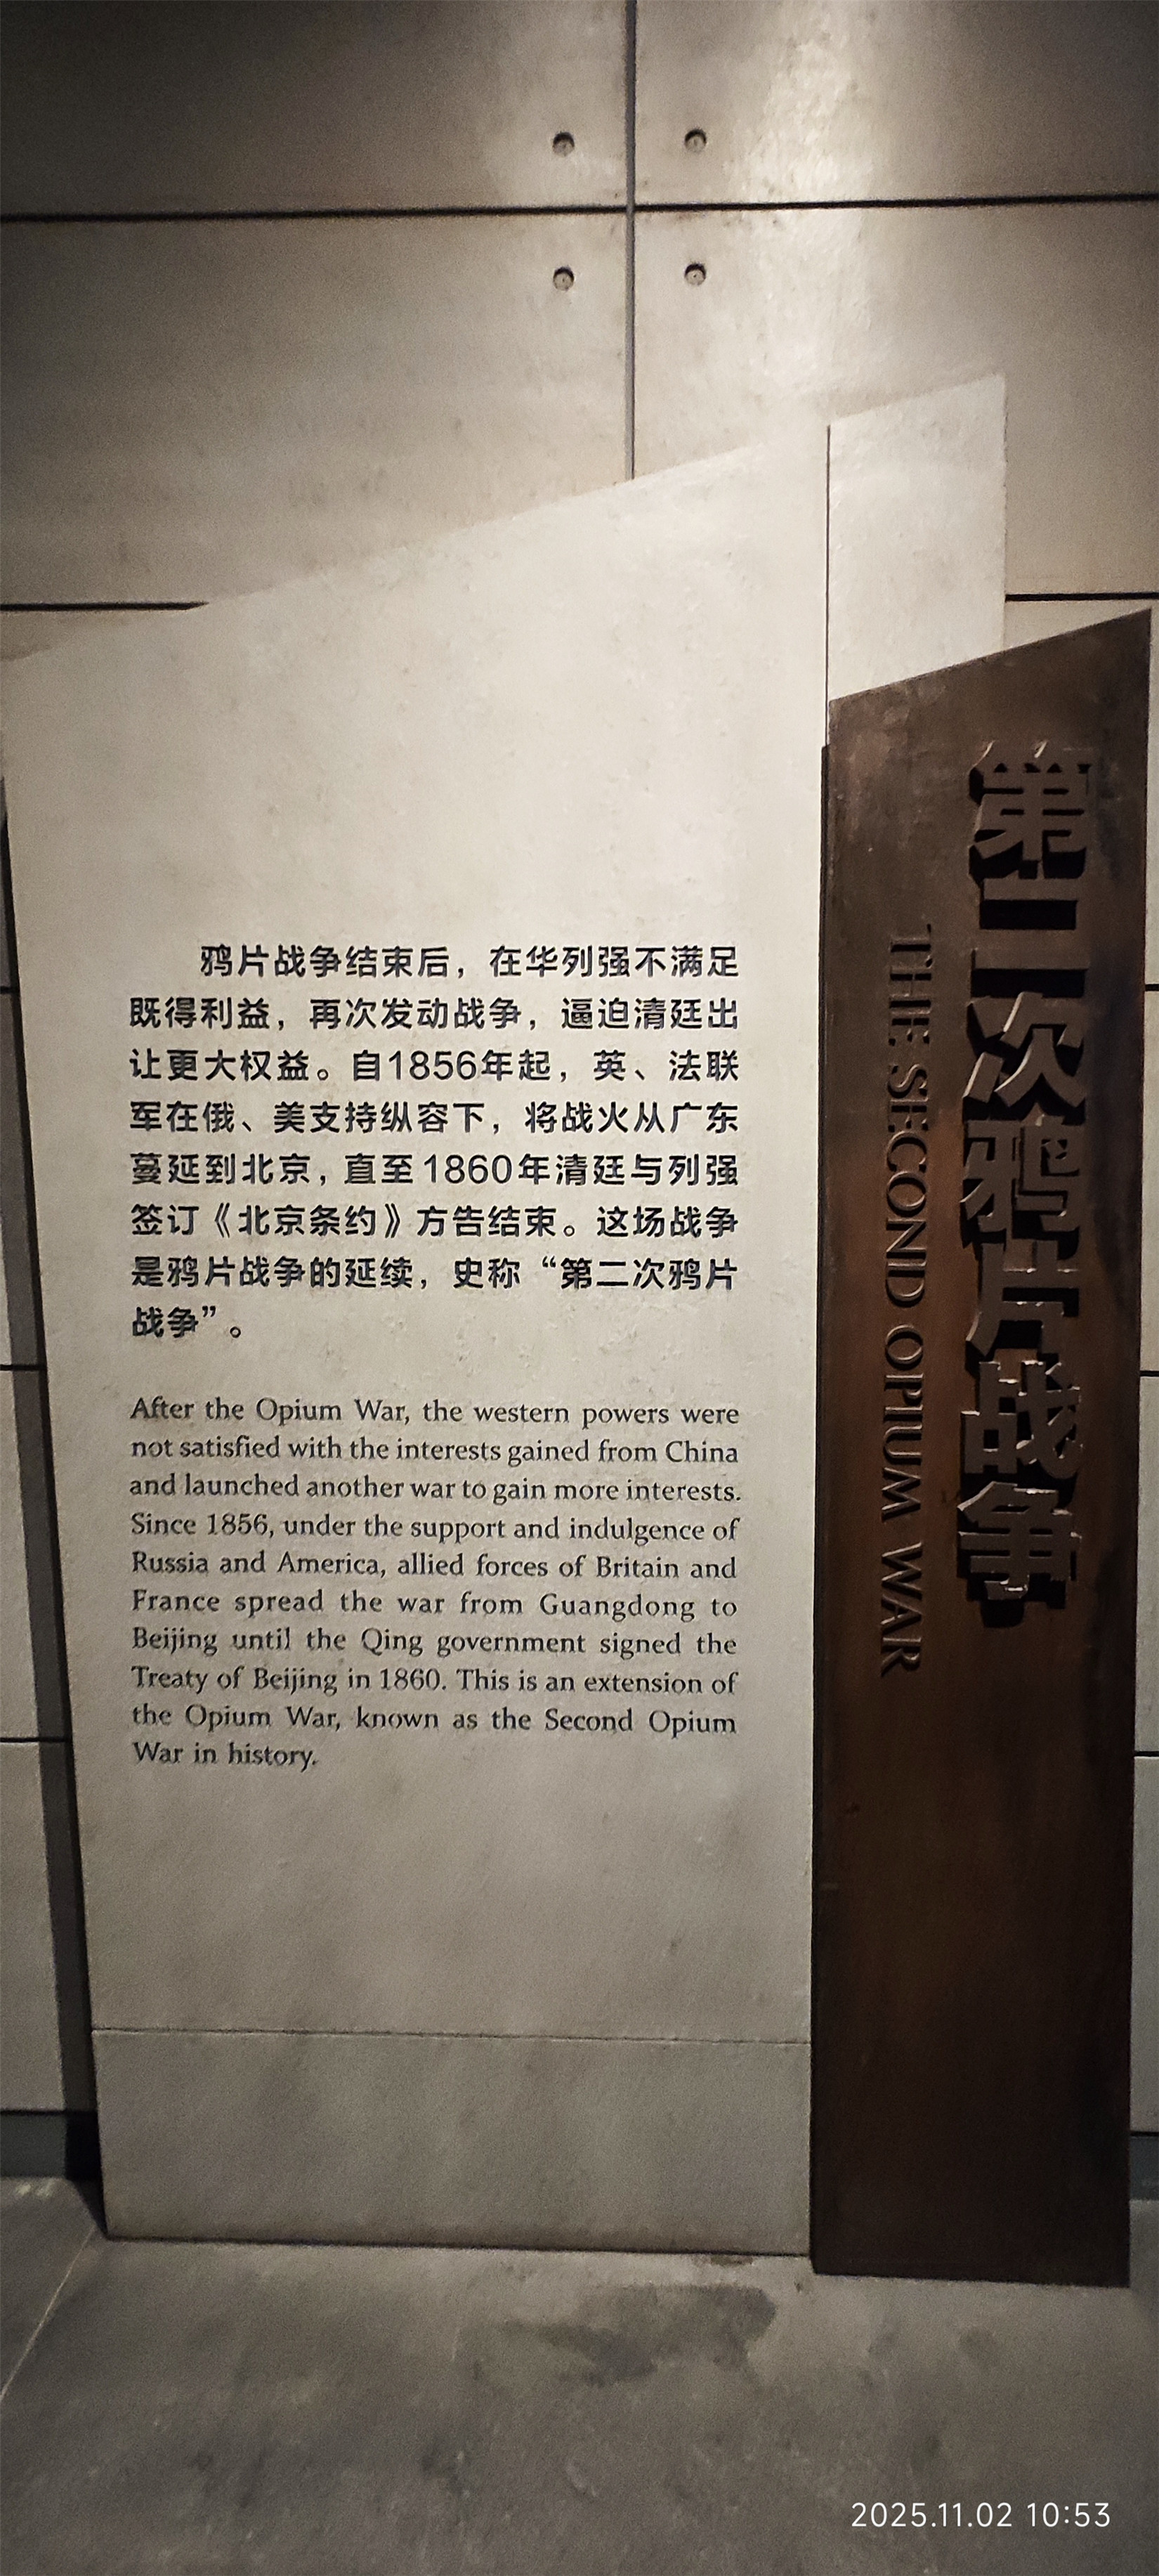 第二次鸦片战争
THE SECOND OPIUM WAR
鸦片战争结束后，在华列强不满足
既得利益，再次发动战争，逼迫清廷出
让更大权益。自1856年起，英、法联
军在俄、美支持纵容下，将战火从广东
蔓延到北京，直至1860年清廷与列强
签订《北京条约》方告结束。这场战争
是鸦片战争的延续，史称“第二次鸦片
战争”。
After the Opium War, the western powers were
not satisfied with the interests gained from China
and launched another war to gain more interests.
Since 1856, under the support and indulgence of
Russia and America, allied forces of Britain and
France spread the war from Guangdong to
Beijing until the Qing government signed the
Treaty of Beijing in 1860. This is an extension of
the Opium War, known as the Second Opium
War in history.
2025.11.02 10:53